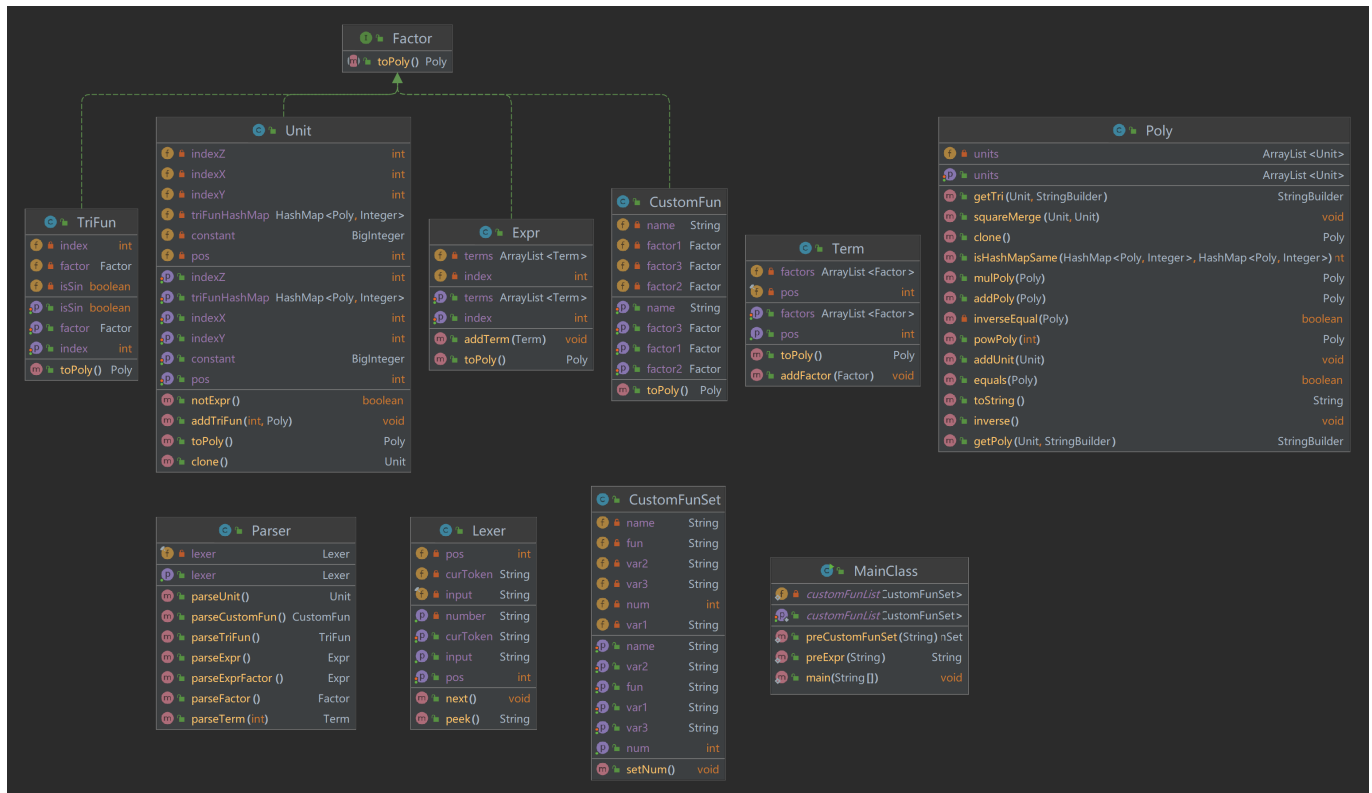 Factor
toPoly() Poly
Unit
indexZ int
indexX int
indexY int
triFunHashMap HashMap<Poly, Integer>
constant BigInteger
pos int
indexZ int
triFunHashMap HashMap<Poly, Integer>
indexX int
indexY int
constant BigInteger
pos int
notExpr() boolean
addTriFun(int, Poly) void
toPoly() Poly
clone() Unit
TriFun
index int
factor Factor
isSin boolean
isSin boolean
factor Factor
index int
toPoly() Poly
Expr
terms ArrayList<Term>
index int
terms ArrayList<Term>
index int
addTerm(Term) void
toPoly() Poly
CustomFun
name String
factor1 Factor
factor3 Factor
factor2 Factor
name String
factor3 Factor
factor1 Factor
factor2 Factor
toPoly() Poly
Term
factors ArrayList<Factor>
pos int
factors ArrayList<Factor>
pos int
toPoly() Poly
addFactor(Factor) void
Poly
units ArrayList<Unit>
units ArrayList<Unit>
getTri(Unit, StringBuilder) StringBuilder
squareMerge(Unit, Unit) void
clone() Poly
isHashMapSame(HashMap<Poly, Integer>, HashMap<Poly, Integer>) nt
mulPoly(Poly) Poly
addPoly(Poly) Poly
inverseEqual(Poly) boolean
powPoly(int) Poly
addUnit(Unit) void
equals(Poly) boolean
toString() String
inverse() void
getPoly(Unit, StringBuilder) StringBuilder
Parser
lexer Lexer
lexer Lexer
parseUnit() Unit
parseCustomFun() CustomFun
parseTriFun() TriFun
parseExpr() Expr
parseExprFactor() Expr
parseFactor() Factor
parseTerm(int) Term
Lexer
pos int
curToken String
input String
number String
curToken String
input String
pos int
next() void
peek() String
CustomFunSet
name String
fun String
var2 String
var3 String
num int
var1 String
name String
var2 String
fun String
var1 String
var3 String
num int
setNum() void
MainClass
customFunList CustomFunSet>
customFunList CustomFunSet>
preCustomFunSet(String) nSet
preExpr(String) String
main(String[]) void